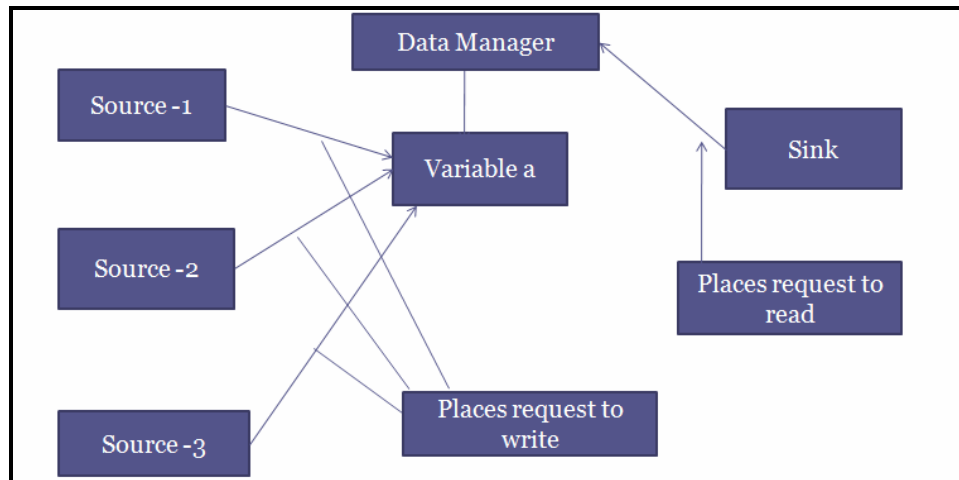 Data Manager
Source -1
Variable a
Sink
Source -2
Places request to
read
Source -3
Places request to
write